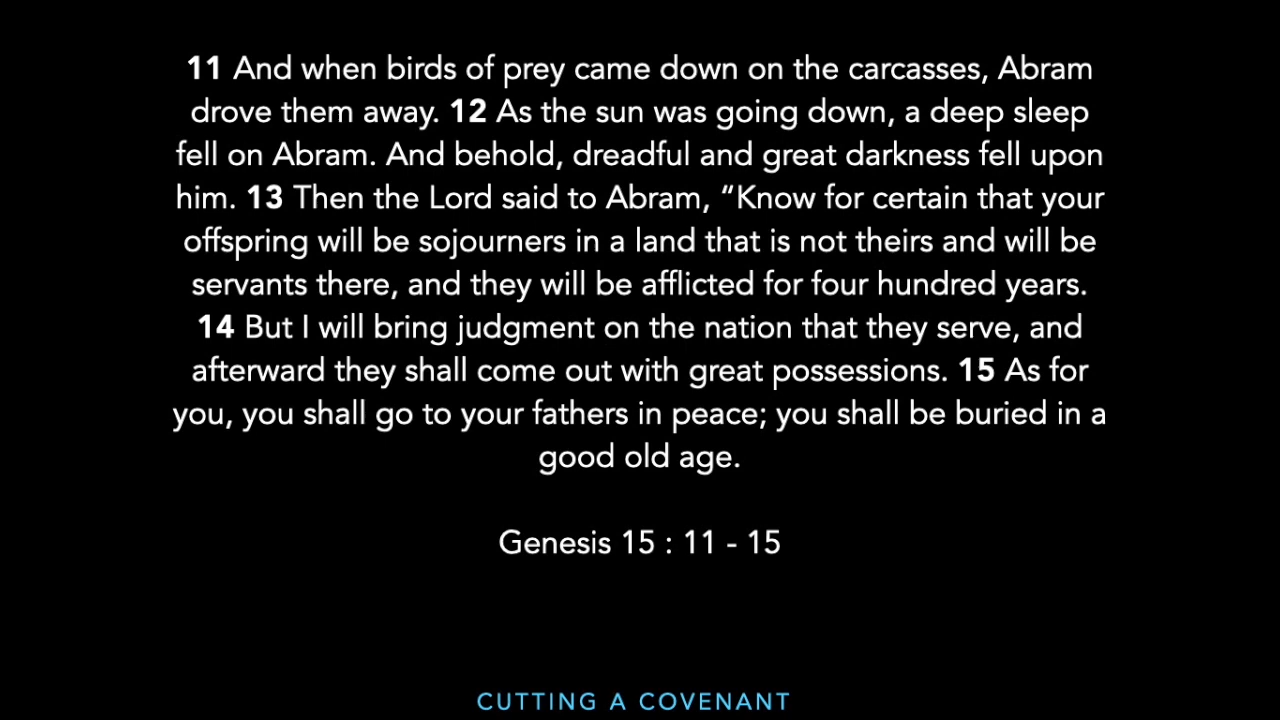 11 And when birds of prey came down on the carcasses, Abram
drove them away. 12 As the sun was going down, a deep sleep
fell on Abram. And behold, dreadful and great darkness fell upon
him. 13 Then the Lord said to Abram, “Know for certain that your
offspring will be sojourners in a land that is not theirs and will be
servants there, and they will be afflicted for four hundred years.
14 But I will bring judgment on the nation that they serve, and
afterward they shall come out with great possessions. 15 As for
you, you shall go to your fathers in peace; you shall be buried in a
good old age.
Genesis 15 : 11 - 15
CUTTING A COVENANT